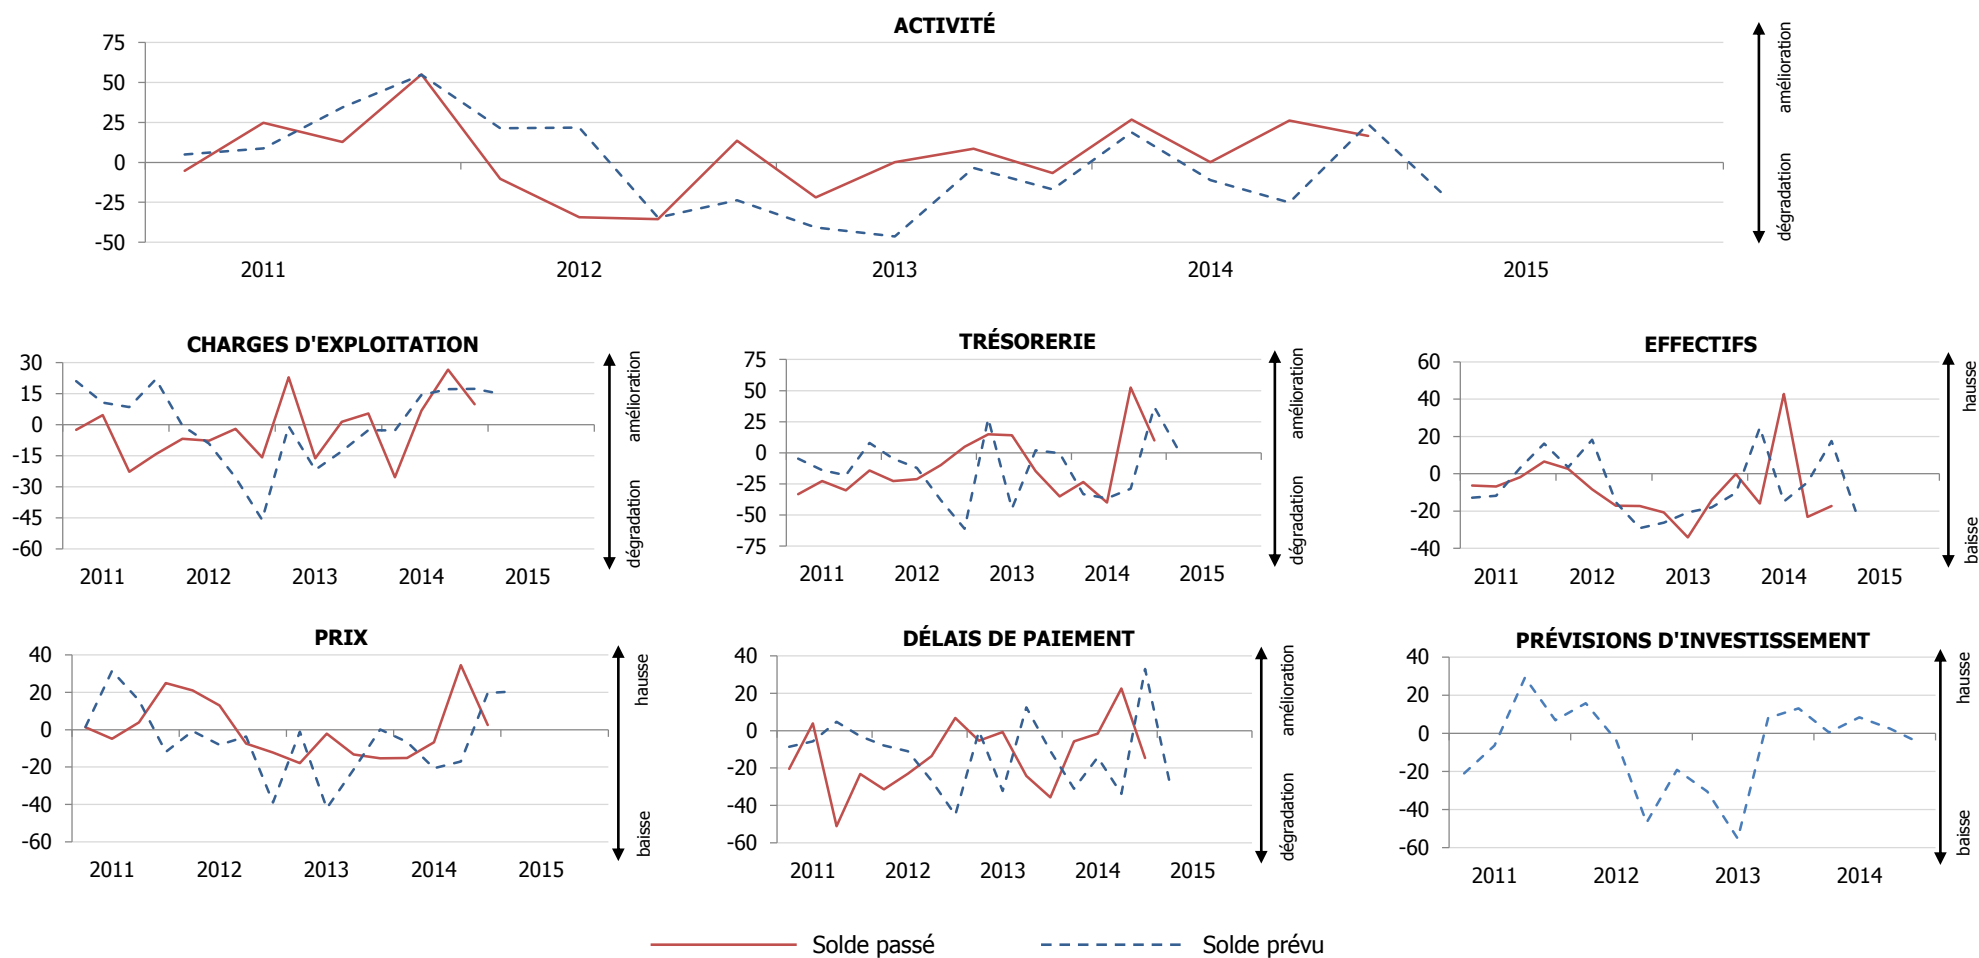 ACTIVITÉ
75
50
25
0
-25
-50
2011 2012 2013 2014 2015
amélioration
dégradation
CHARGES D'EXPLOITATION
30
15
0
-15
-30
-45
-60
2011 2012 2013 2014 2015
amélioration
dégradation
TRÉSORERIE
75
50
25
0
-25
-50
-75
2011 2012 2013 2014 2015
amélioration
dégradation
EFFECTIFS
60
40
20
0
-20
-40
2011 2012 2013 2014 2015
hausse
baisse
PRIX
40
20
0
-20
-40
-60
2011 2012 2013 2014 2015
hausse
baisse
DÉLAIS DE PAIEMENT
40
20
0
-20
-40
-60
2011 2012 2013 2014 2015
amélioration
dégradation
PRÉVISIONS D'INVESTISSEMENT
40
20
0
-20
-40
-60
2011 2012 2013 2014
hausse
baisse
Solde passé Solde prévu